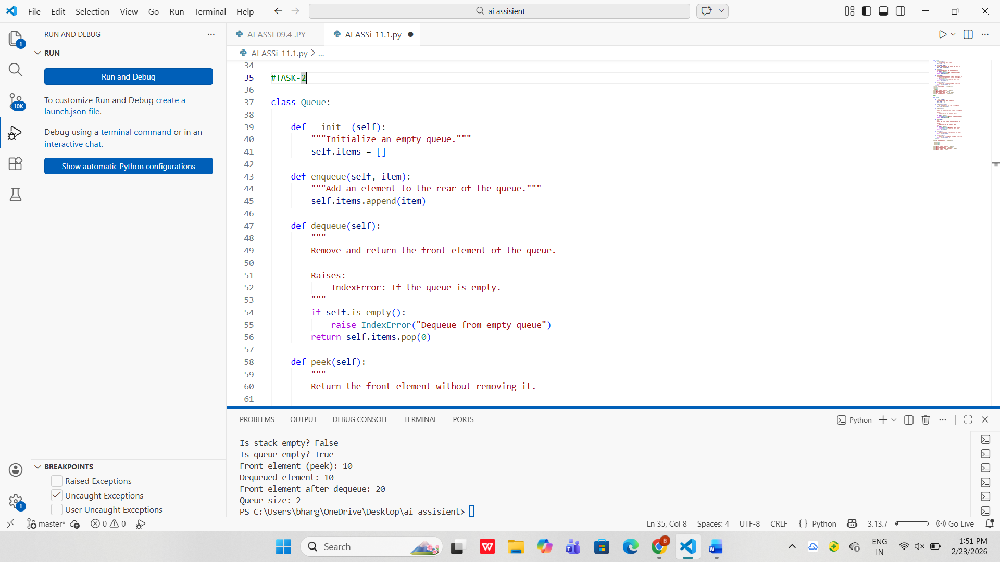 File Edit Selection View Go Run Terminal Help
ai assisient
RUN AND DEBUG
RUN
Run and Debug
To customize Run and Debug create a
launch.json file.
Debug using a terminal command or in an
interactive chat.
Show automatic Python configurations
1
10K
AI ASSI 09.4 .PY
AI ASSi-11.1.py
AI ASSi-11.1.py > ...
34
35 #TASK-2
36
37 class Queue:
38
39 def __init__(self):
40 """Initialize an empty queue."""
41 self.items = []
42
43 def enqueue(self, item):
44 """Add an element to the rear of the queue."""
45 self.items.append(item)
46
47 def dequeue(self):
48 """
49 Remove and return the front element of the queue.
50
51 Raises:
52 IndexError: If the queue is empty.
53 """
54 if self.is_empty():
55 raise IndexError("Dequeue from empty queue")
56 return self.items.pop(0)
57
58 def peek(self):
59 """
60 Return the front element without removing it.
61
PROBLEMS OUTPUT DEBUG CONSOLE TERMINAL PORTS
Python
Is stack empty? False
Is queue empty? True
Front element (peek): 10
Dequeued element: 10
Front element after dequeue: 20
Queue size: 2
PS C:\Users\bharg\OneDrive\Desktop\ai assisient>
BREAKPOINTS
Raised Exceptions
Uncaught Exceptions
User Uncaught Exceptions
1
master* 0 0
Ln 35, Col 8 Spaces: 4 UTF-8 CRLF { } Python 3.13.7 Go Live
Search
B
ENG
IN
1:51 PM
2/23/2026